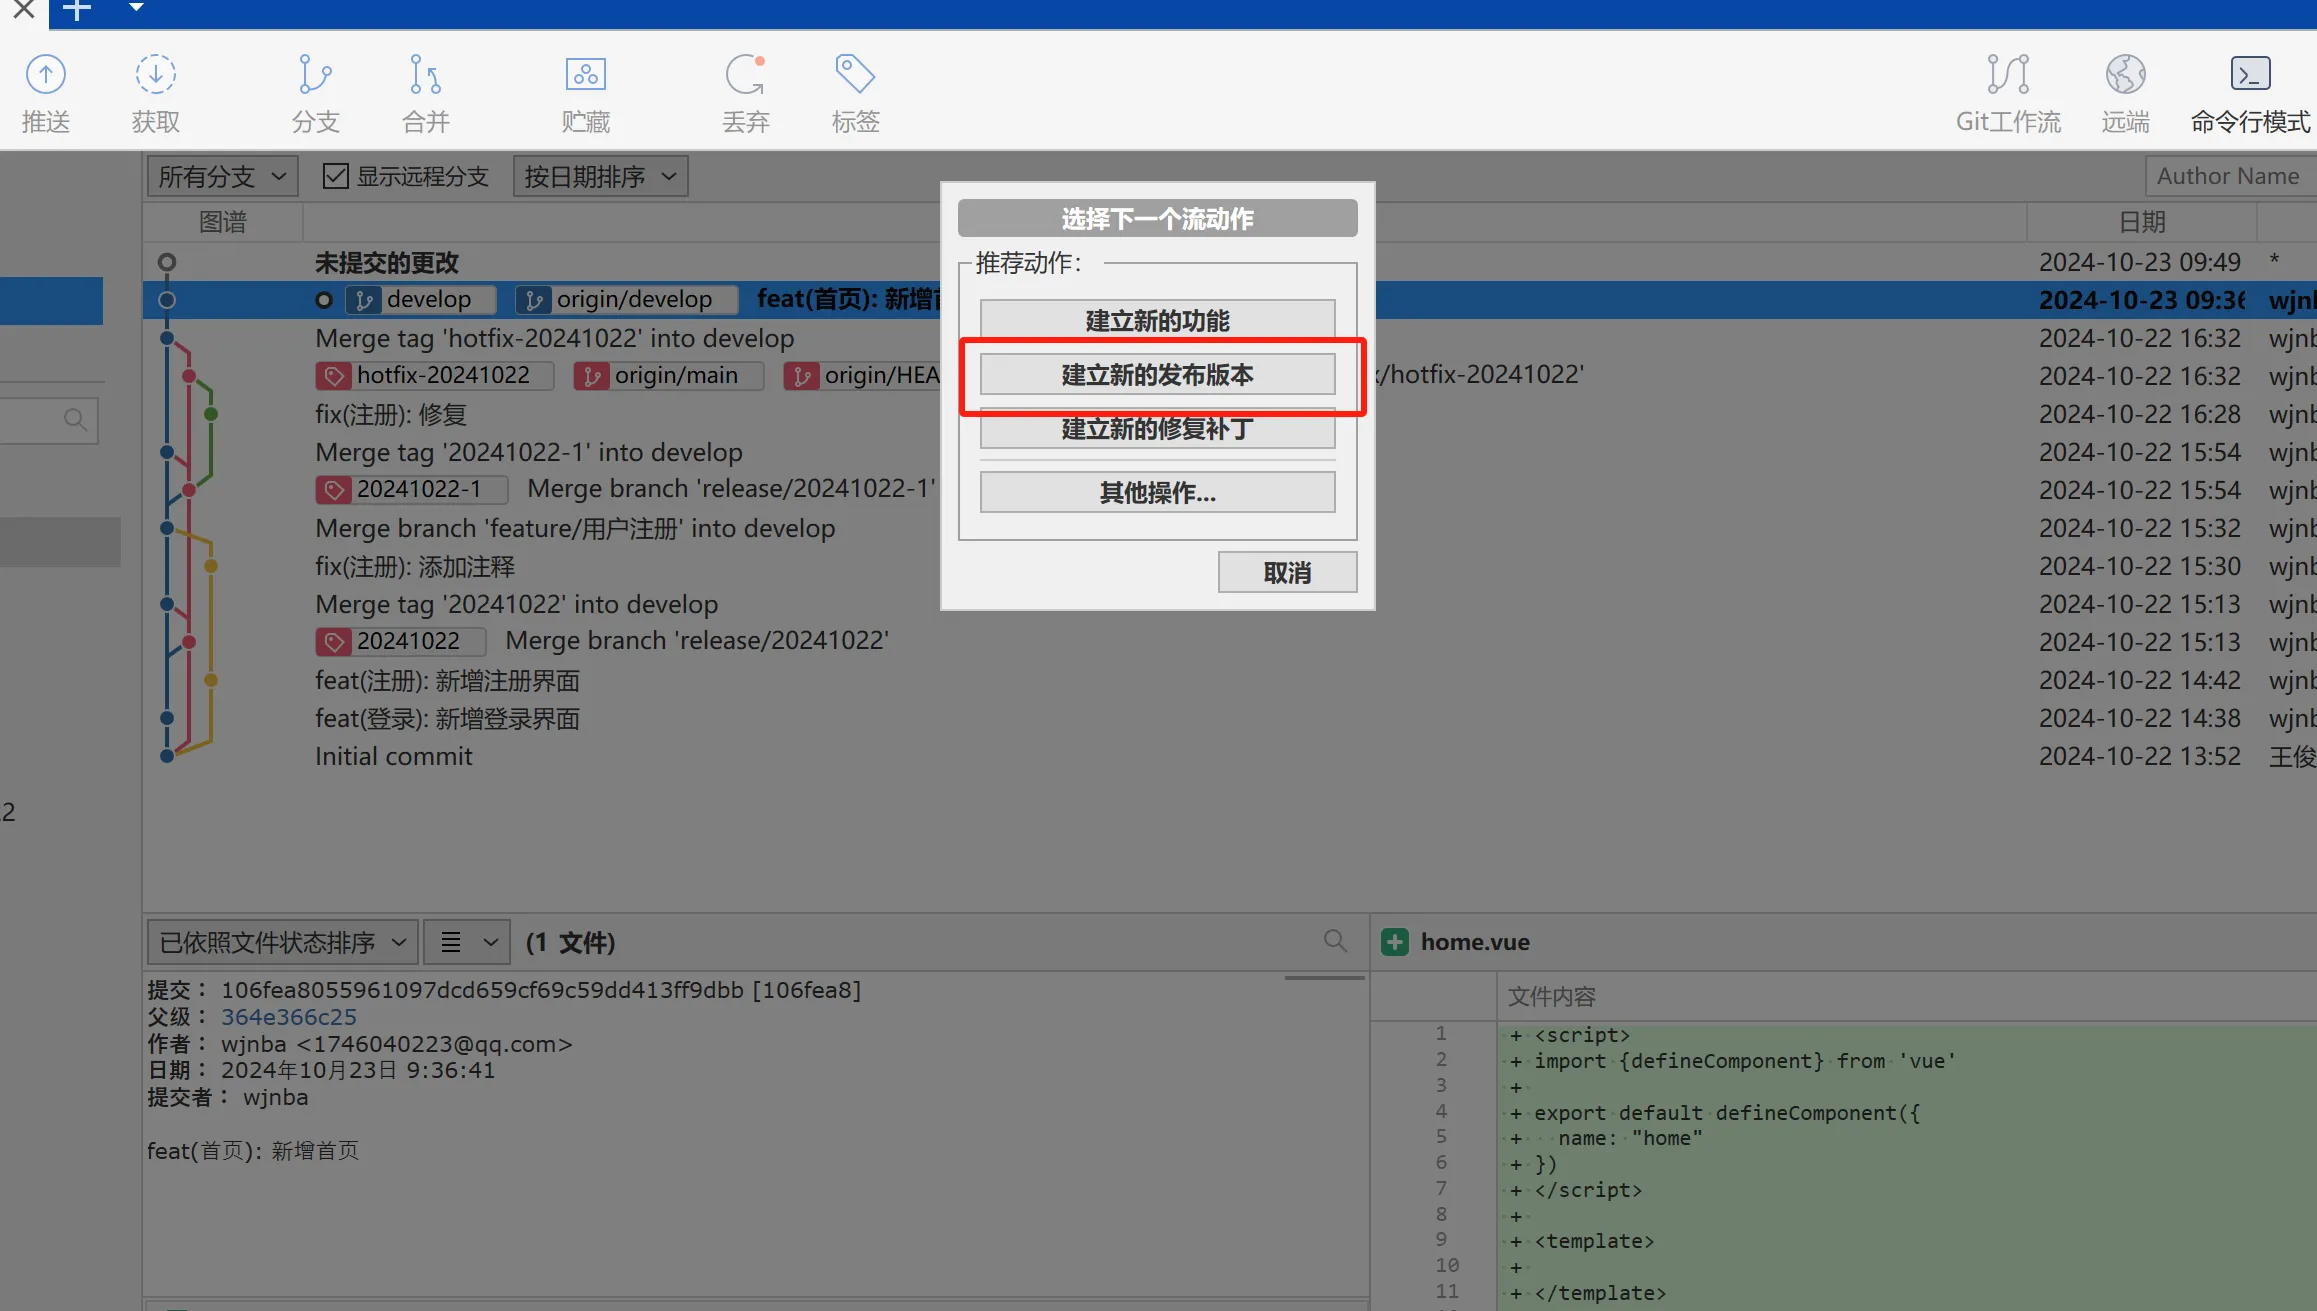 推送
获取
分支
合并
贮藏
丢弃
标签
Git工作流
远端
命令行模式
所有分支
显示远程分支
按日期排序
Author Name
图谱
日期
未提交的更改
2024-10-23 09:49 *
develop origin/develop feat(首页): 新增
2024-10-23 09:36
Merge tag 'hotfix-20241022' into develop
2024-10-22 16:32
hotfix-20241022 origin/main origin/HEA
/hotfix-20241022'
2024-10-22 16:32
fix(注册): 修复
2024-10-22 16:28
Merge tag '20241022-1' into develop
2024-10-22 15:54
20241022-1 Merge branch 'release/20241022-1'
2024-10-22 15:54
Merge branch 'feature/用户注册' into develop
2024-10-22 15:32
fix(注册): 添加注释
2024-10-22 15:30
Merge tag '20241022' into develop
2024-10-22 15:13
20241022 Merge branch 'release/20241022'
2024-10-22 15:13
feat(注册): 新增注册界面
2024-10-22 14:42
feat(登录): 新增登录界面
2024-10-22 14:38
Initial commit
2024-10-22 13:52 王俊
选择下一个流动作
推荐动作：
建立新的功能
建立新的发布版本
建立新的修复补丁
其他操作...
取消
已依照文件状态排序
(1 文件)
提交： 106fea8055961097dcd659cf69c59dd413ff9dbb [106fea8]
父级： 364e366c25
作者： wjnba <1746040223@qq.com>
日期： 2024年10月23日 9:36:41
提交者： wjnba
feat(首页): 新增首页
home.vue
文件内容
1 + <script>
2 + import {defineComponent} from 'vue'
3 +
4 + export default defineComponent({
5 +   name: "home"
6 + })
7 + </script>
8 +
9 + <template>
10 +
11 + </template>